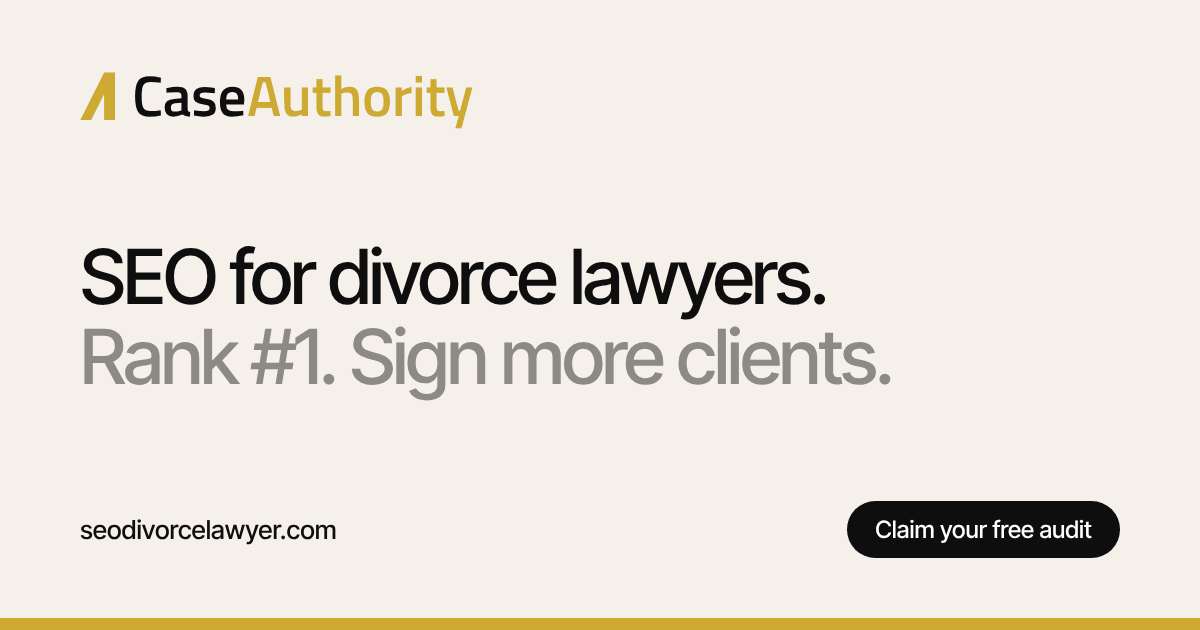 CaseAuthority
SEO for divorce lawyers.
Rank #1. Sign more clients.
seodivorcelawyer.com
Claim your free audit